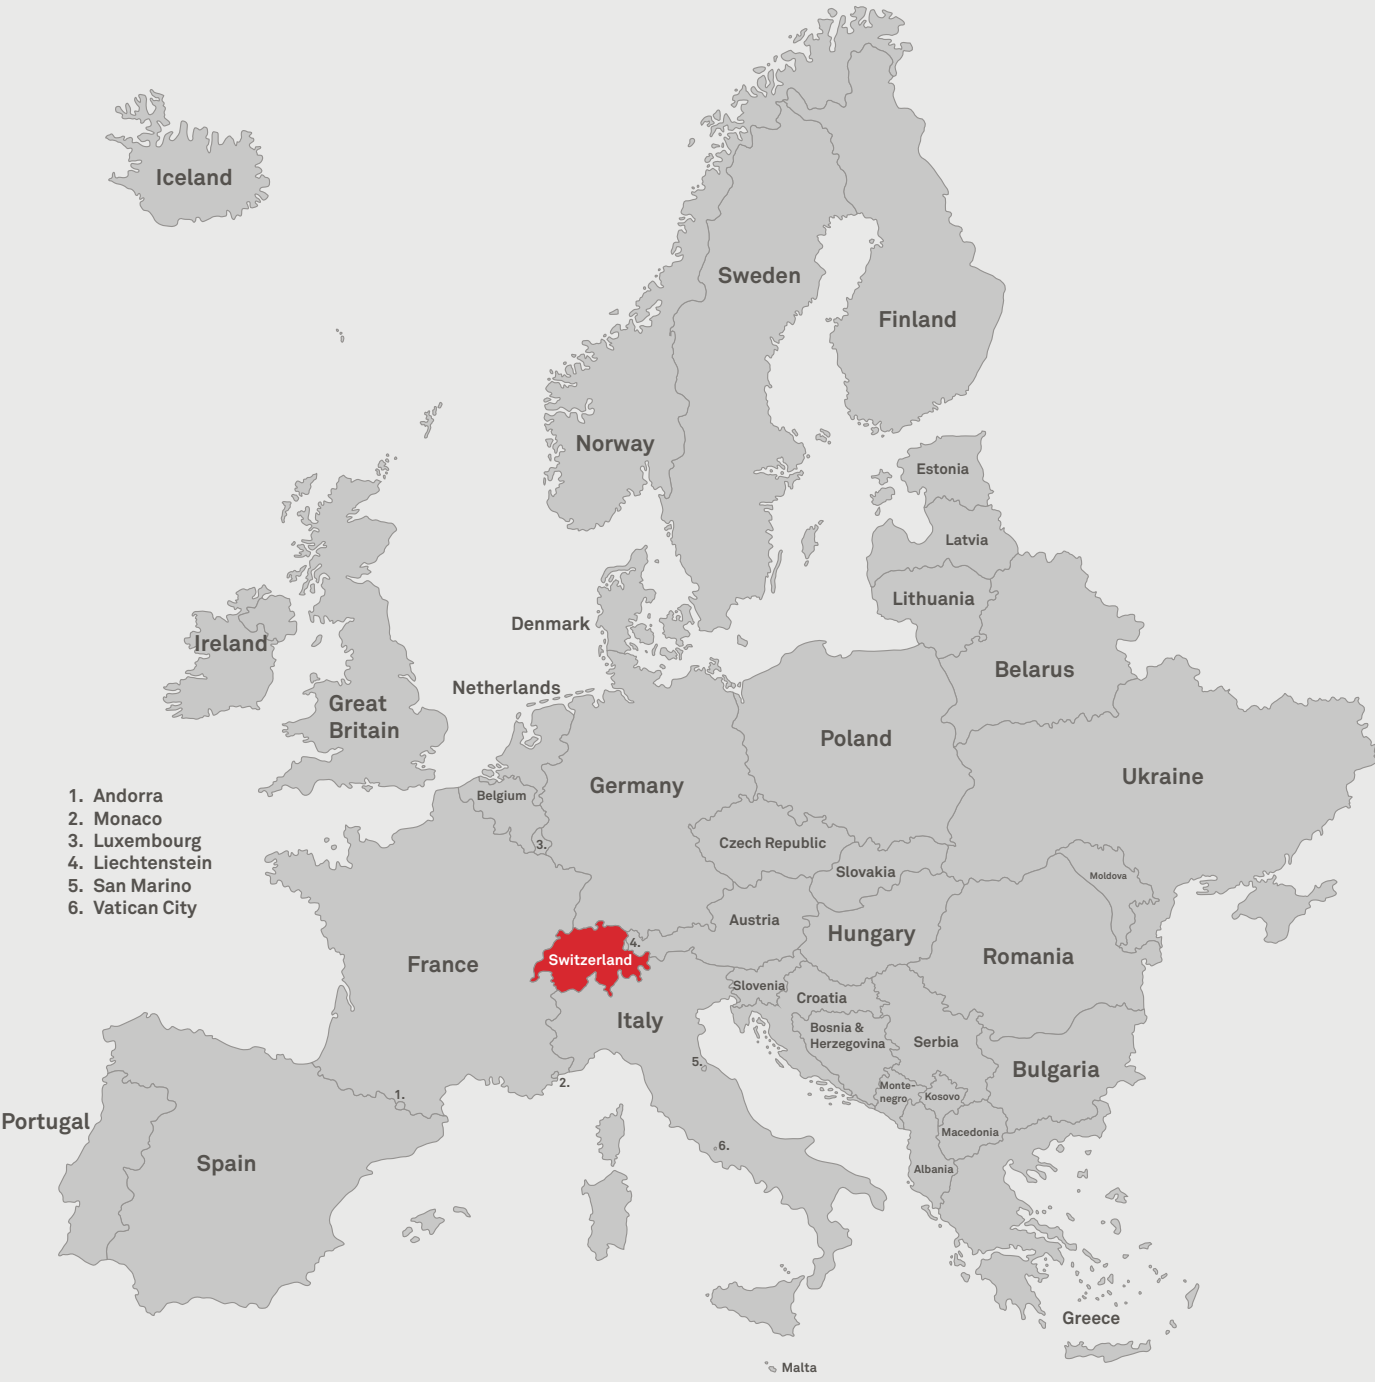 Iceland
Sweden
Finland
Norway
Estonia
Latvia
Denmark
Lithuania
Ireland
Belarus
Netherlands
Great
Britain
Poland
Ukraine
Germany
Belgium
1. Andorra
2. Monaco
3. Luxembourg
4. Liechtenstein
5. San Marino
6. Vatican City
3.
Czech Republic
Slovakia
Moldova
Austria
Hungary
4.
Switzerland
France
Romania
Slovenia
Croatia
Italy
Bosnia &
Herzegovina
Serbia
5.
Bulgaria
2.
1.
Monte-
negro
Kosovo
Portugal
Macedonia
6.
Spain
Albania
Greece
Malta